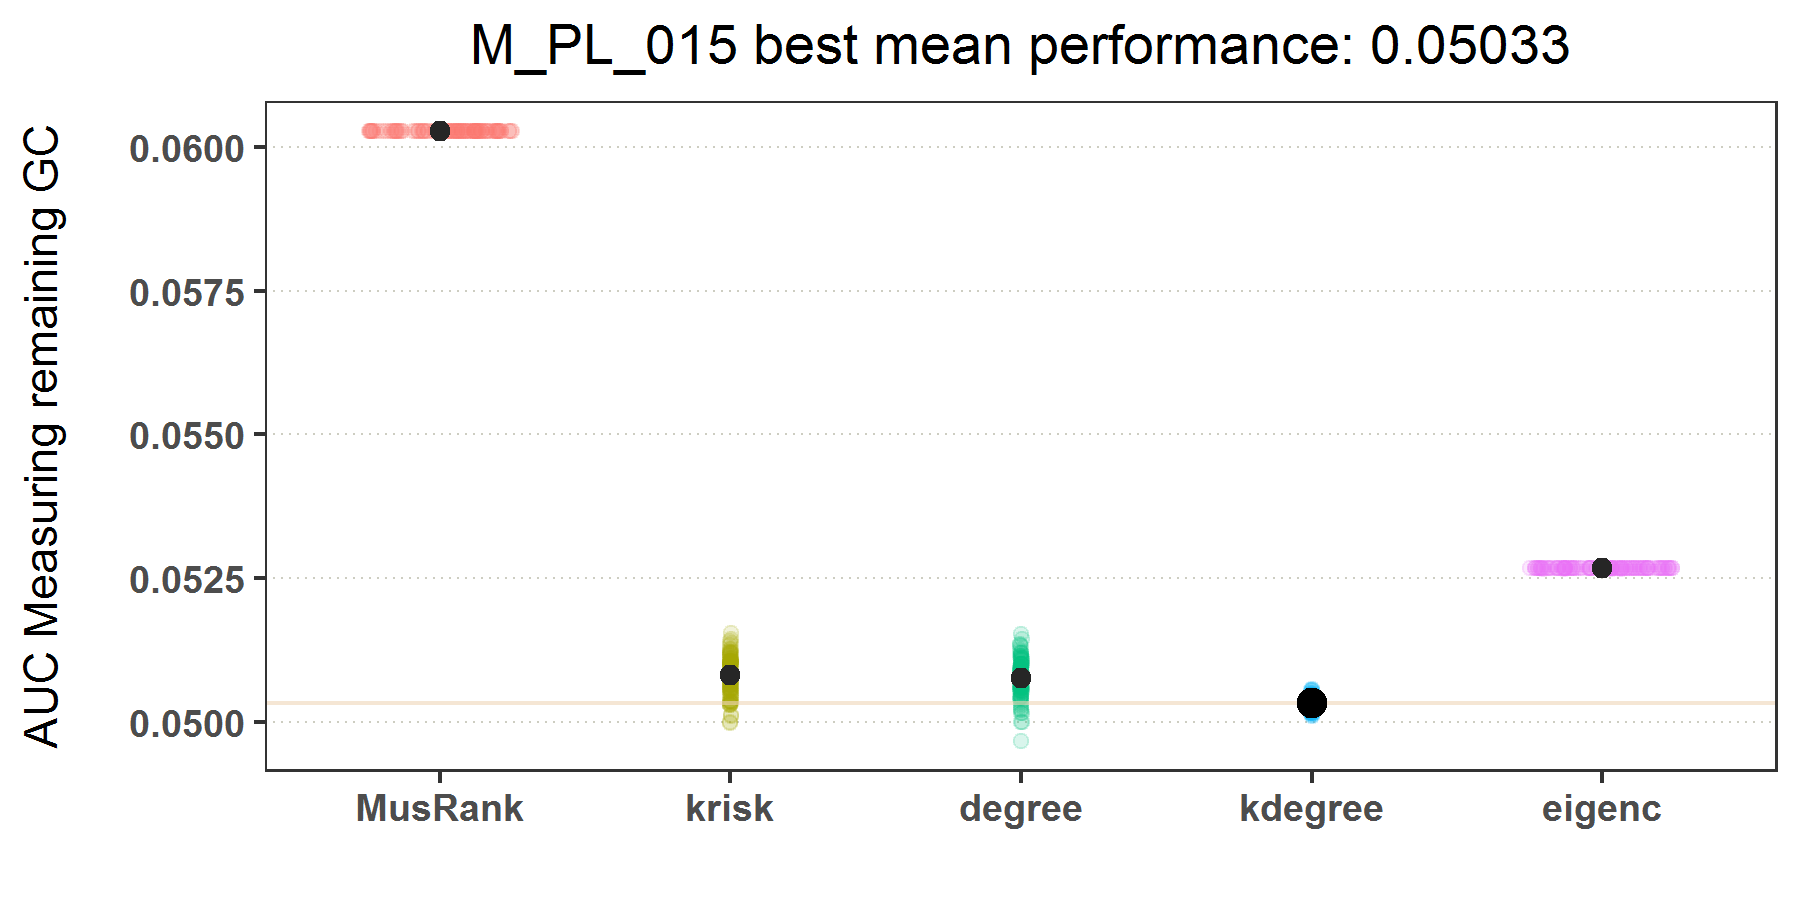 M_PL_015 best mean performance: 0.05033
AUC Measuring remaining GC
0.0600
0.0575
0.0550
0.0525
0.0500
MusRank krisk degree kdegree eigenc